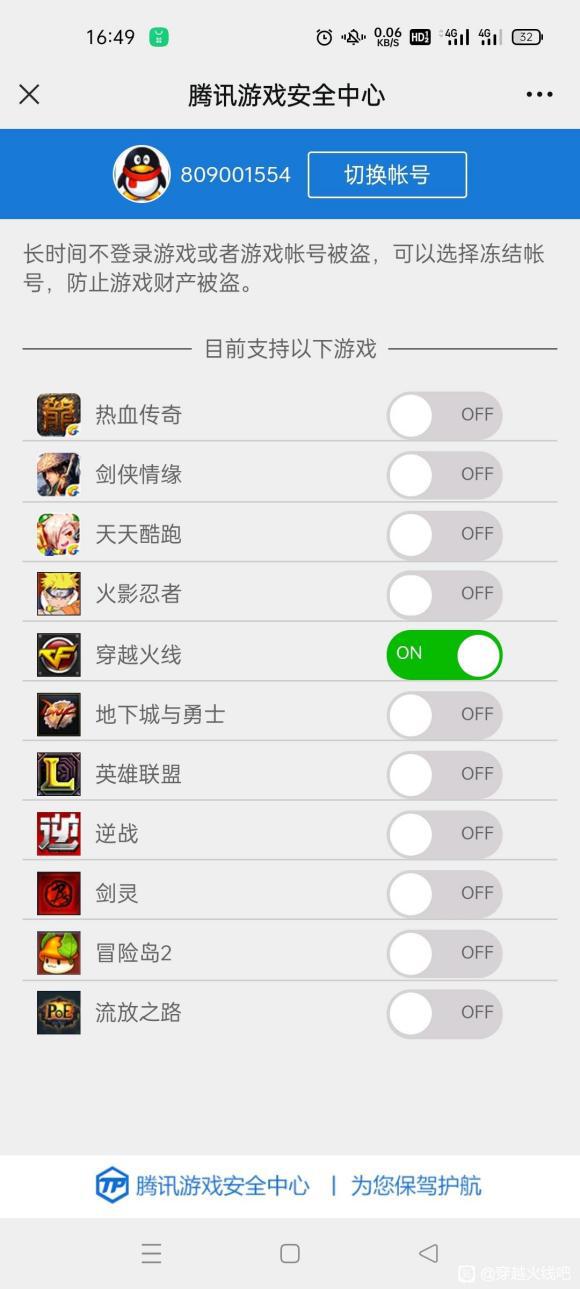 16:49
0.06 KB/S HD 4G 4G 32
腾讯游戏安全中心
809001554 切换帐号
长时间不登录游戏或者游戏帐号被盗，可以选择冻结帐
号，防止游戏财产被盗。
目前支持以下游戏
热血传奇 OFF
剑侠情缘 OFF
天天酷跑 OFF
火影忍者 OFF
穿越火线 ON
地下城与勇士 OFF
英雄联盟 OFF
逆 逆战 OFF
剑灵 OFF
冒险岛2 OFF
PoE 流放之路 OFF
TP 腾讯游戏安全中心 | 为您保驾护航
@穿越火线吧